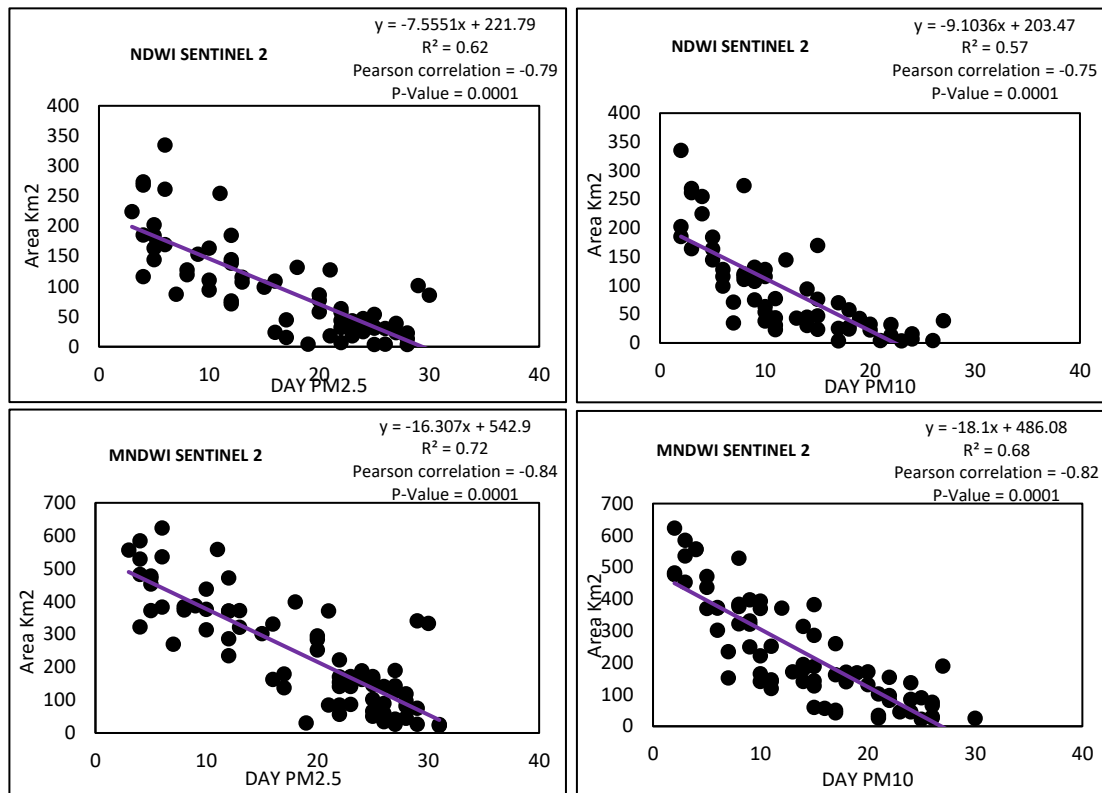 y = -7.5551x + 221.79
R² = 0.62
Pearson correlation = -0.79
P-Value = 0.0001
NDWI SENTINEL 2
400
350
300
250
200
150
100
50
0
Area Km2
0 10 20 30 40
DAY PM2.5
y = -9.1036x + 203.47
R² = 0.57
Pearson correlation = -0.75
P-Value = 0.0001
NDWI SENTINEL 2
400
350
300
250
200
150
100
50
0
Area Km2
0 10 20 30 40
DAY PM10
y = -16.307x + 542.9
R² = 0.72
Pearson correlation = -0.84
P-Value = 0.0001
MNDWI SENTINEL 2
700
600
500
400
300
200
100
0
Area Km2
0 10 20 30 40
DAY PM2.5
y = -18.1x + 486.08
R² = 0.68
Pearson correlation = -0.82
P-Value = 0.0001
MNDWI SENTINEL 2
700
600
500
400
300
200
100
0
Area Km2
0 10 20 30 40
DAY PM10